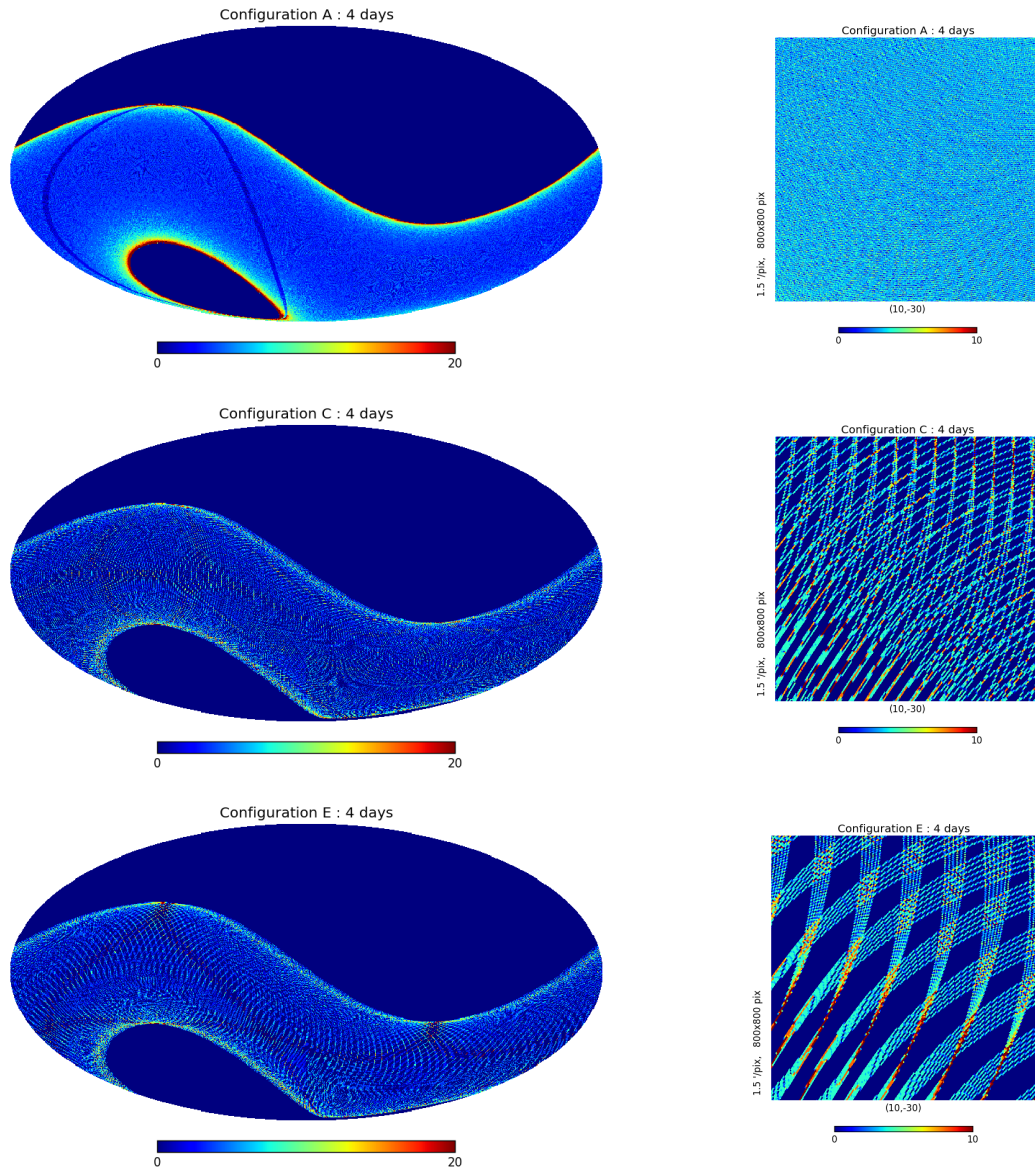 Configuration A : 4 days
0 20
Configuration A : 4 days
1.5 '/pix, 800x800 pix
(10,-30)
0 10
Configuration C : 4 days
0 20
Configuration C : 4 days
1.5 '/pix, 800x800 pix
(10,-30)
0 10
Configuration E : 4 days
0 20
Configuration E : 4 days
1.5 '/pix, 800x800 pix
(10,-30)
0 10